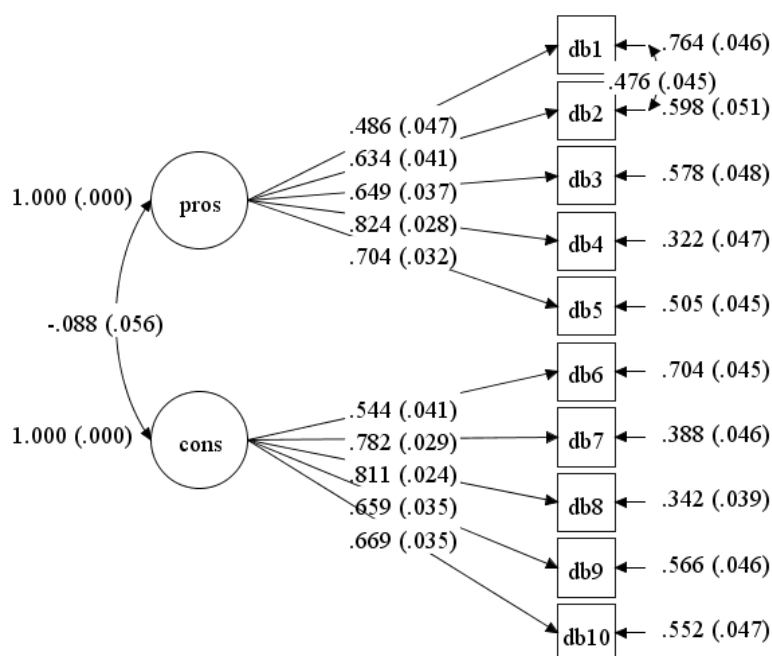 db1
.764 (.046)
.476 (.045)
db2
.598 (.051)
.486 (.047)
.634 (.041)
.649 (.037)
.824 (.028)
.704 (.032)
db3
.578 (.048)
1.000 (.000)
pros
db4
.322 (.047)
db5
.505 (.045)
-.088 (.056)
db6
.704 (.045)
.544 (.041)
.782 (.029)
.811 (.024)
.659 (.035)
.669 (.035)
1.000 (.000)
cons
db7
.388 (.046)
db8
.342 (.039)
db9
.566 (.046)
db10
.552 (.047)